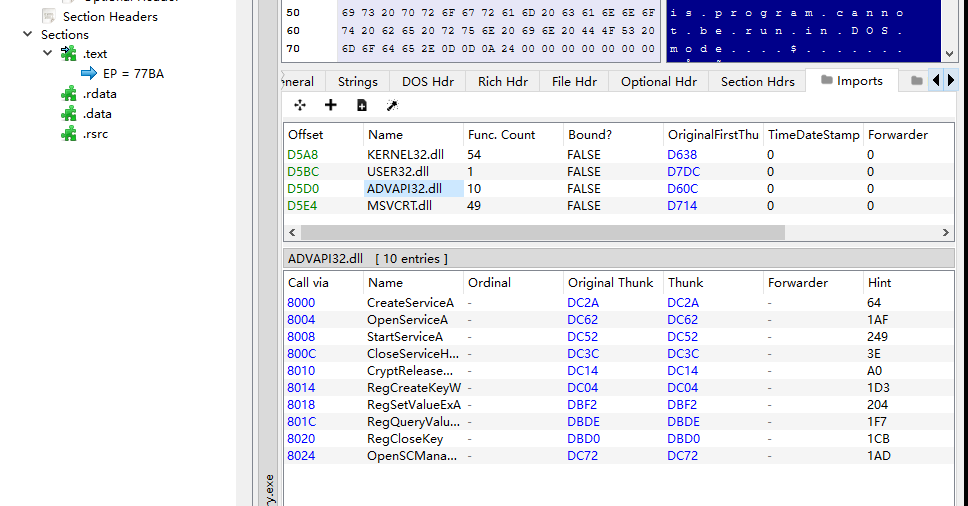 Section Headers
Sections
.text
EP = 77BA
.rdata
.data
.rsrc
50 69 73 20 70 72 6F 67 72 61 6D 20 63 61 6E 6E 6F i s . p r o g r a m . c a n n o
60 74 20 62 65 20 72 75 6E 20 69 6E 20 44 4F 53 20 t . b e . r u n . i n . D O S .
70 6D 6F 64 65 2E 0D 0D 0A 24 00 00 00 00 00 00 00 m o d e . . . . $ . . . . . . .
eneral Strings DOS Hdr Rich Hdr File Hdr Optional Hdr Section Hdrs Imports
Offset Name Func. Count Bound? OriginalFirstThu TimeDateStamp Forwarder
D5A8 KERNEL32.dll 54 FALSE D638 0 0
D5BC USER32.dll 1 FALSE D7DC 0 0
D5D0 ADVAPI32.dll 10 FALSE D60C 0 0
D5E4 MSVCRT.dll 49 FALSE D714 0 0
ADVAPI32.dll [ 10 entries ]
Call via Name Ordinal Original Thunk Thunk Forwarder Hint
8000 CreateServiceA - DC2A DC2A - 64
8004 OpenServiceA - DC62 DC62 - 1AF
8008 StartServiceA - DC52 DC52 - 249
800C CloseServiceH... - DC3C DC3C - 3E
8010 CryptRelease... - DC14 DC14 - A0
8014 RegCreateKeyW - DC04 DC04 - 1D3
8018 RegSetValueExA - DBF2 DBF2 - 204
801C RegQueryValu... - DBDE DBDE - 1F7
8020 RegCloseKey - DBD0 DBD0 - 1CB
8024 OpenSCMana... - DC72 DC72 - 1AD
ry.exe